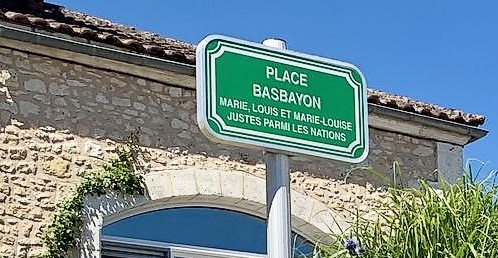 PLACE
BASBAYON
MARIE, LOUIS ET MARIE-LOUISE
JUSTES PARMI LES NATIONS